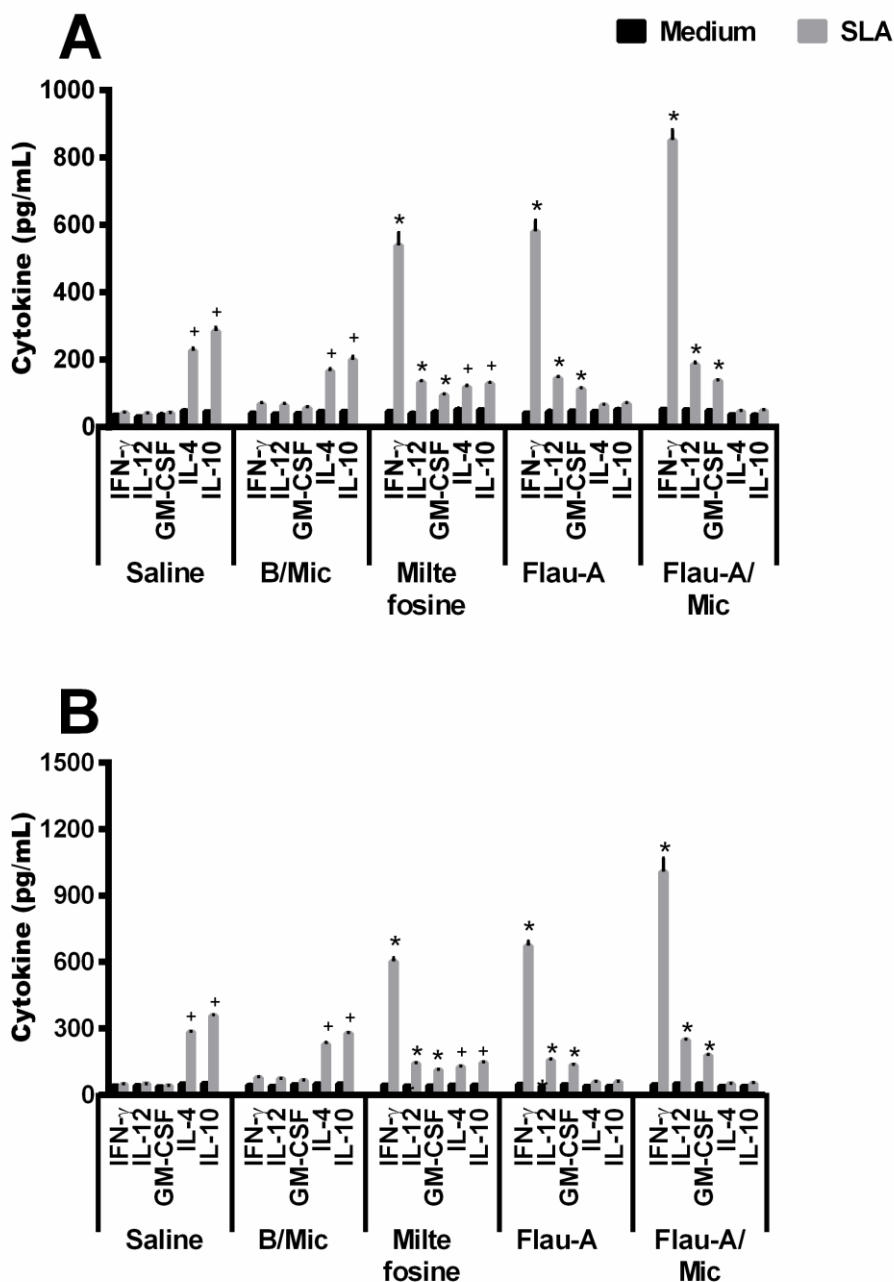 A
Medium SLA
Cytokine (pg/mL)
1000
800
600
400
200
0
* * *
+ + + + * * + + * * * *
IFN-γ IL-12 GM-CSF IL-4 IL-10 IFN-γ IL-12 GM-CSF IL-4 IL-10 IFN-γ IL-12 GM-CSF IL-4 IL-10 IFN-γ IL-12 GM-CSF IL-4 IL-10 IFN-γ IL-12 GM-CSF IL-4 IL-10
Saline B/Mic Milte Flau-A Flau-A/
fosine Mic
B
Cytokine (pg/mL)
1500
1200
900
600
300
0
* * *
+ + + + * * + + * * * *
IFN-γ IL-12 GM-CSF IL-4 IL-10 IFN-γ IL-12 GM-CSF IL-4 IL-10 IFN-γ IL-12 GM-CSF IL-4 IL-10 IFN-γ IL-12 GM-CSF IL-4 IL-10 IFN-γ IL-12 GM-CSF IL-4 IL-10
Saline B/Mic Milte Flau-A Flau-A/
fosine Mic